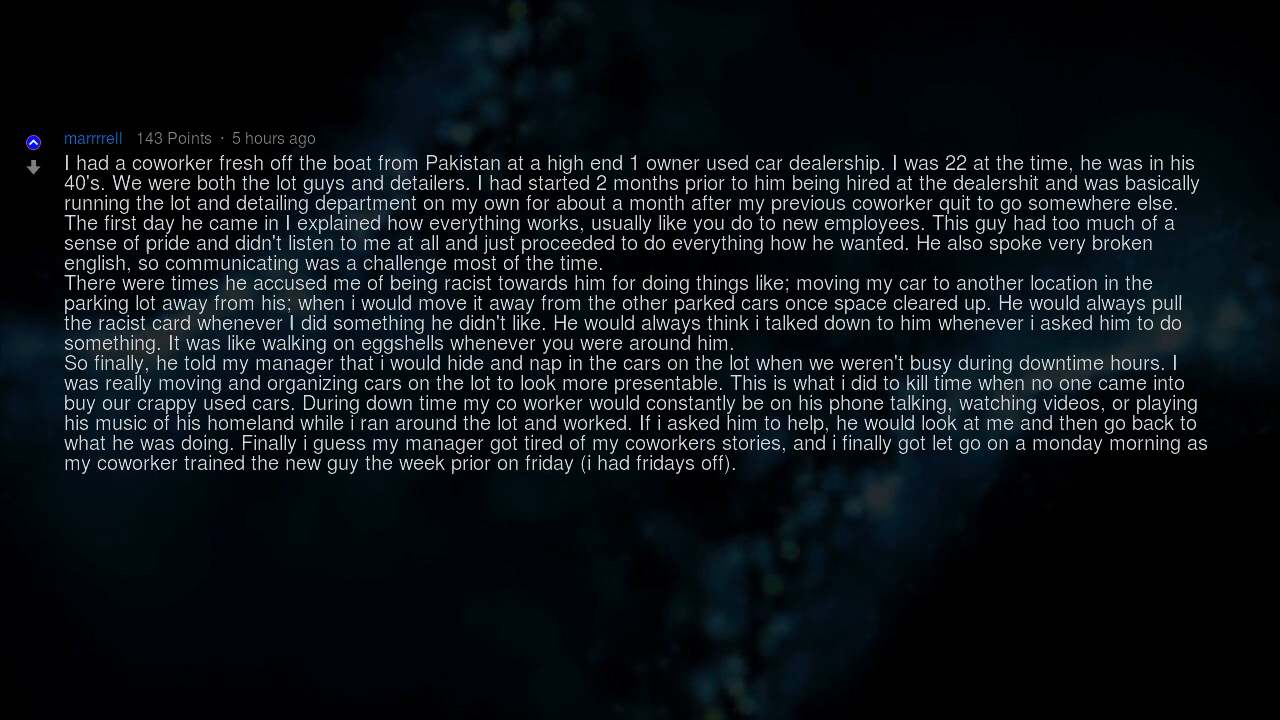 marrrrell 143 Points · 5 hours ago
I had a coworker fresh off the boat from Pakistan at a high end 1 owner used car dealership. I was 22 at the time, he was in his
40's. We were both the lot guys and detailers. I had started 2 months prior to him being hired at the dealershit and was basically
running the lot and detailing department on my own for about a month after my previous coworker quit to go somewhere else.
The first day he came in I explained how everything works, usually like you do to new employees. This guy had too much of a
sense of pride and didn't listen to me at all and just proceeded to do everything how he wanted. He also spoke very broken
english, so communicating was a challenge most of the time.
There were times he accused me of being racist towards him for doing things like; moving my car to another location in the
parking lot away from his; when i would move it away from the other parked cars once space cleared up. He would always pull
the racist card whenever I did something he didn't like. He would always think i talked down to him whenever i asked him to do
something. It was like walking on eggshells whenever you were around him.
So finally, he told my manager that i would hide and nap in the cars on the lot when we weren't busy during downtime hours. I
was really moving and organizing cars on the lot to look more presentable. This is what i did to kill time when no one came into
buy our crappy used cars. During down time my co worker would constantly be on his phone talking, watching videos, or playing
his music of his homeland while i ran around the lot and worked. If i asked him to help, he would look at me and then go back to
what he was doing. Finally i guess my manager got tired of my coworkers stories, and i finally got let go on a monday morning as
my coworker trained the new guy the week prior on friday (i had fridays off).